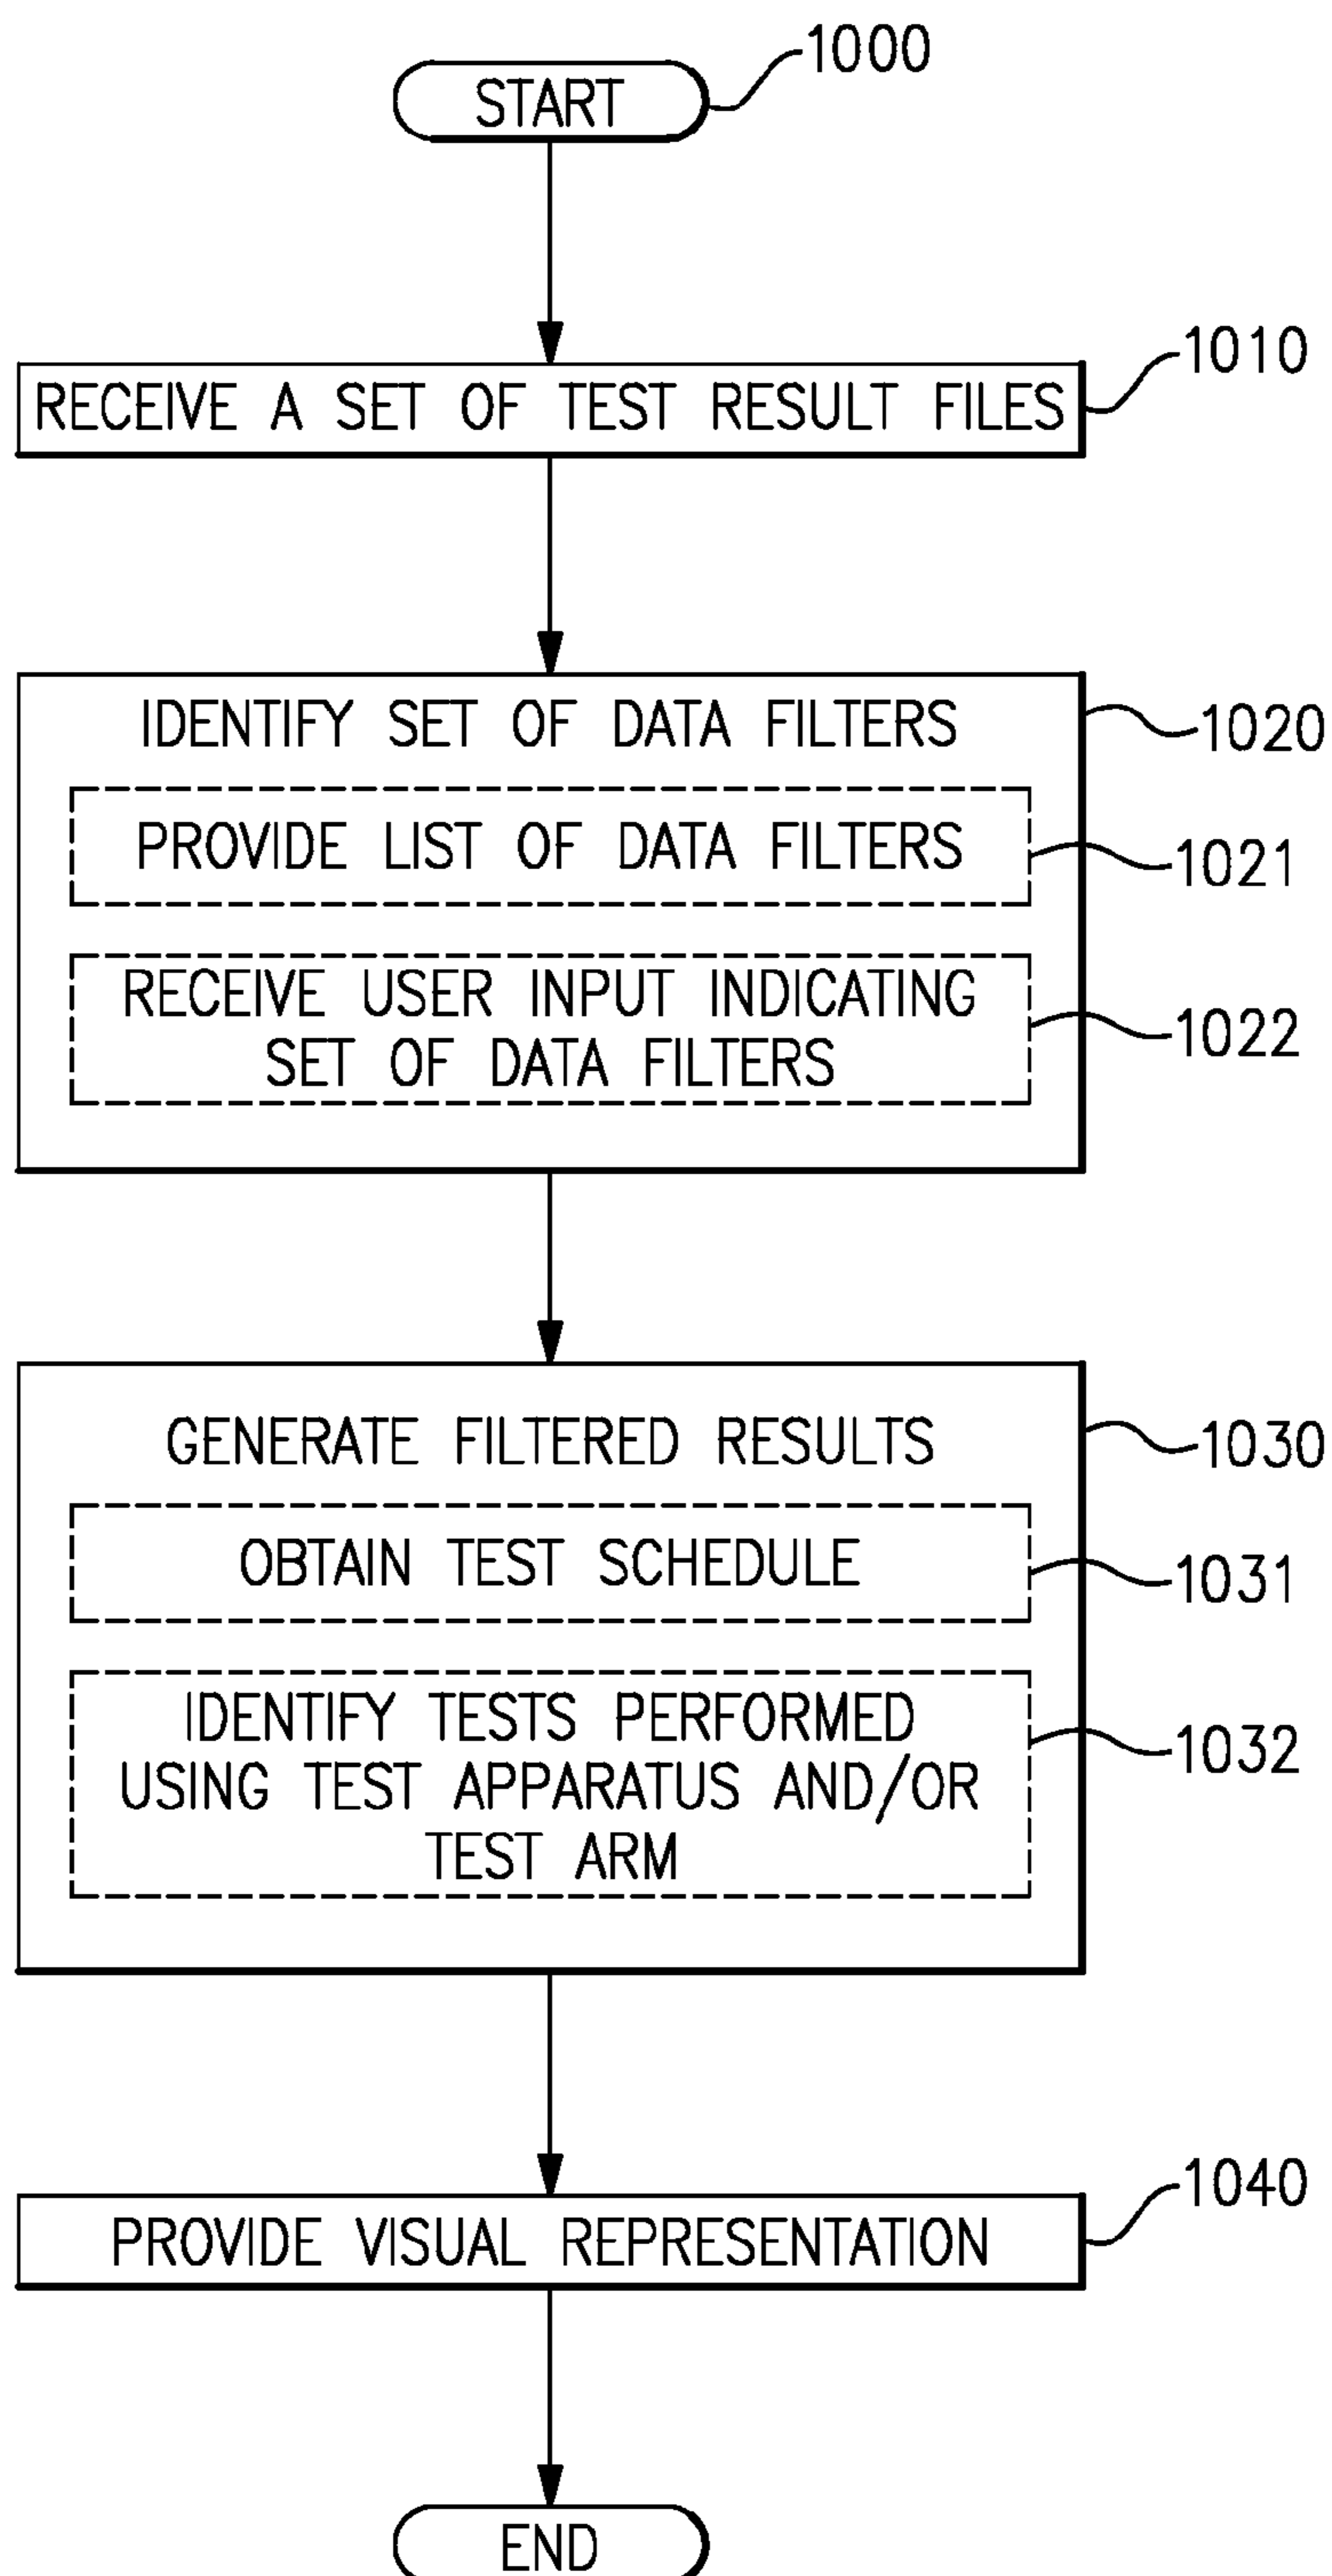 START
1000
RECEIVE A SET OF TEST RESULT FILES
1010
IDENTIFY SET OF DATA FILTERS
1020
PROVIDE LIST OF DATA FILTERS
1021
RECEIVE USER INPUT INDICATING
SET OF DATA FILTERS
1022
GENERATE FILTERED RESULTS
1030
OBTAIN TEST SCHEDULE
1031
IDENTIFY TESTS PERFORMED
USING TEST APPARATUS AND/OR
TEST ARM
1032
PROVIDE VISUAL REPRESENTATION
1040
END